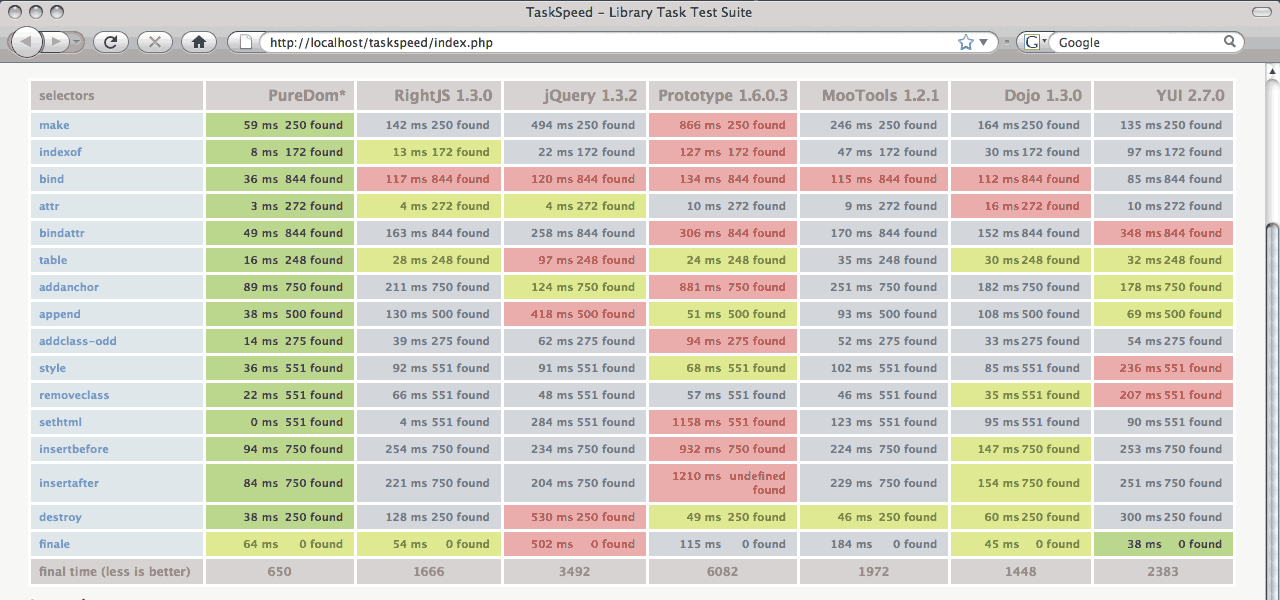 TaskSpeed – Library Task Test Suite
http://localhost/taskspeed/index.php
G Google
selectors PureDom* RightJS 1.3.0 jQuery 1.3.2 Prototype 1.6.0.3 MooTools 1.2.1 Dojo 1.3.0 YUI 2.7.0
make 59 ms 250 found 142 ms 250 found 494 ms 250 found 866 ms 250 found 246 ms 250 found 164 ms 250 found 135 ms 250 found
indexof 8 ms 172 found 13 ms 172 found 22 ms 172 found 127 ms 172 found 47 ms 172 found 30 ms 172 found 97 ms 172 found
bind 36 ms 844 found 117 ms 844 found 120 ms 844 found 134 ms 844 found 115 ms 844 found 112 ms 844 found 85 ms 844 found
attr 3 ms 272 found 4 ms 272 found 4 ms 272 found 10 ms 272 found 9 ms 272 found 16 ms 272 found 10 ms 272 found
bindattr 49 ms 844 found 163 ms 844 found 258 ms 844 found 306 ms 844 found 170 ms 844 found 152 ms 844 found 348 ms 844 found
table 16 ms 248 found 28 ms 248 found 97 ms 248 found 24 ms 248 found 35 ms 248 found 30 ms 248 found 32 ms 248 found
addanchor 89 ms 750 found 211 ms 750 found 124 ms 750 found 881 ms 750 found 251 ms 750 found 182 ms 750 found 178 ms 750 found
append 38 ms 500 found 130 ms 500 found 418 ms 500 found 51 ms 500 found 93 ms 500 found 108 ms 500 found 69 ms 500 found
addclass-odd 14 ms 275 found 39 ms 275 found 62 ms 275 found 94 ms 275 found 52 ms 275 found 33 ms 275 found 54 ms 275 found
style 36 ms 551 found 92 ms 551 found 91 ms 551 found 68 ms 551 found 102 ms 551 found 85 ms 551 found 236 ms 551 found
removeclass 22 ms 551 found 66 ms 551 found 48 ms 551 found 57 ms 551 found 46 ms 551 found 35 ms 551 found 207 ms 551 found
sethtml 0 ms 551 found 4 ms 551 found 284 ms 551 found 1158 ms 551 found 123 ms 551 found 95 ms 551 found 90 ms 551 found
insertbefore 94 ms 750 found 254 ms 750 found 234 ms 750 found 932 ms 750 found 224 ms 750 found 147 ms 750 found 253 ms 750 found
insertafter 84 ms 750 found 221 ms 750 found 204 ms 750 found 1210 ms undefined found 229 ms 750 found 154 ms 750 found 251 ms 750 found
destroy 38 ms 250 found 128 ms 250 found 530 ms 250 found 49 ms 250 found 46 ms 250 found 60 ms 250 found 300 ms 250 found
finale 64 ms 0 found 54 ms 0 found 502 ms 0 found 115 ms 0 found 184 ms 0 found 45 ms 0 found 38 ms 0 found
final time (less is better) 650 1666 3492 6082 1972 1448 2383